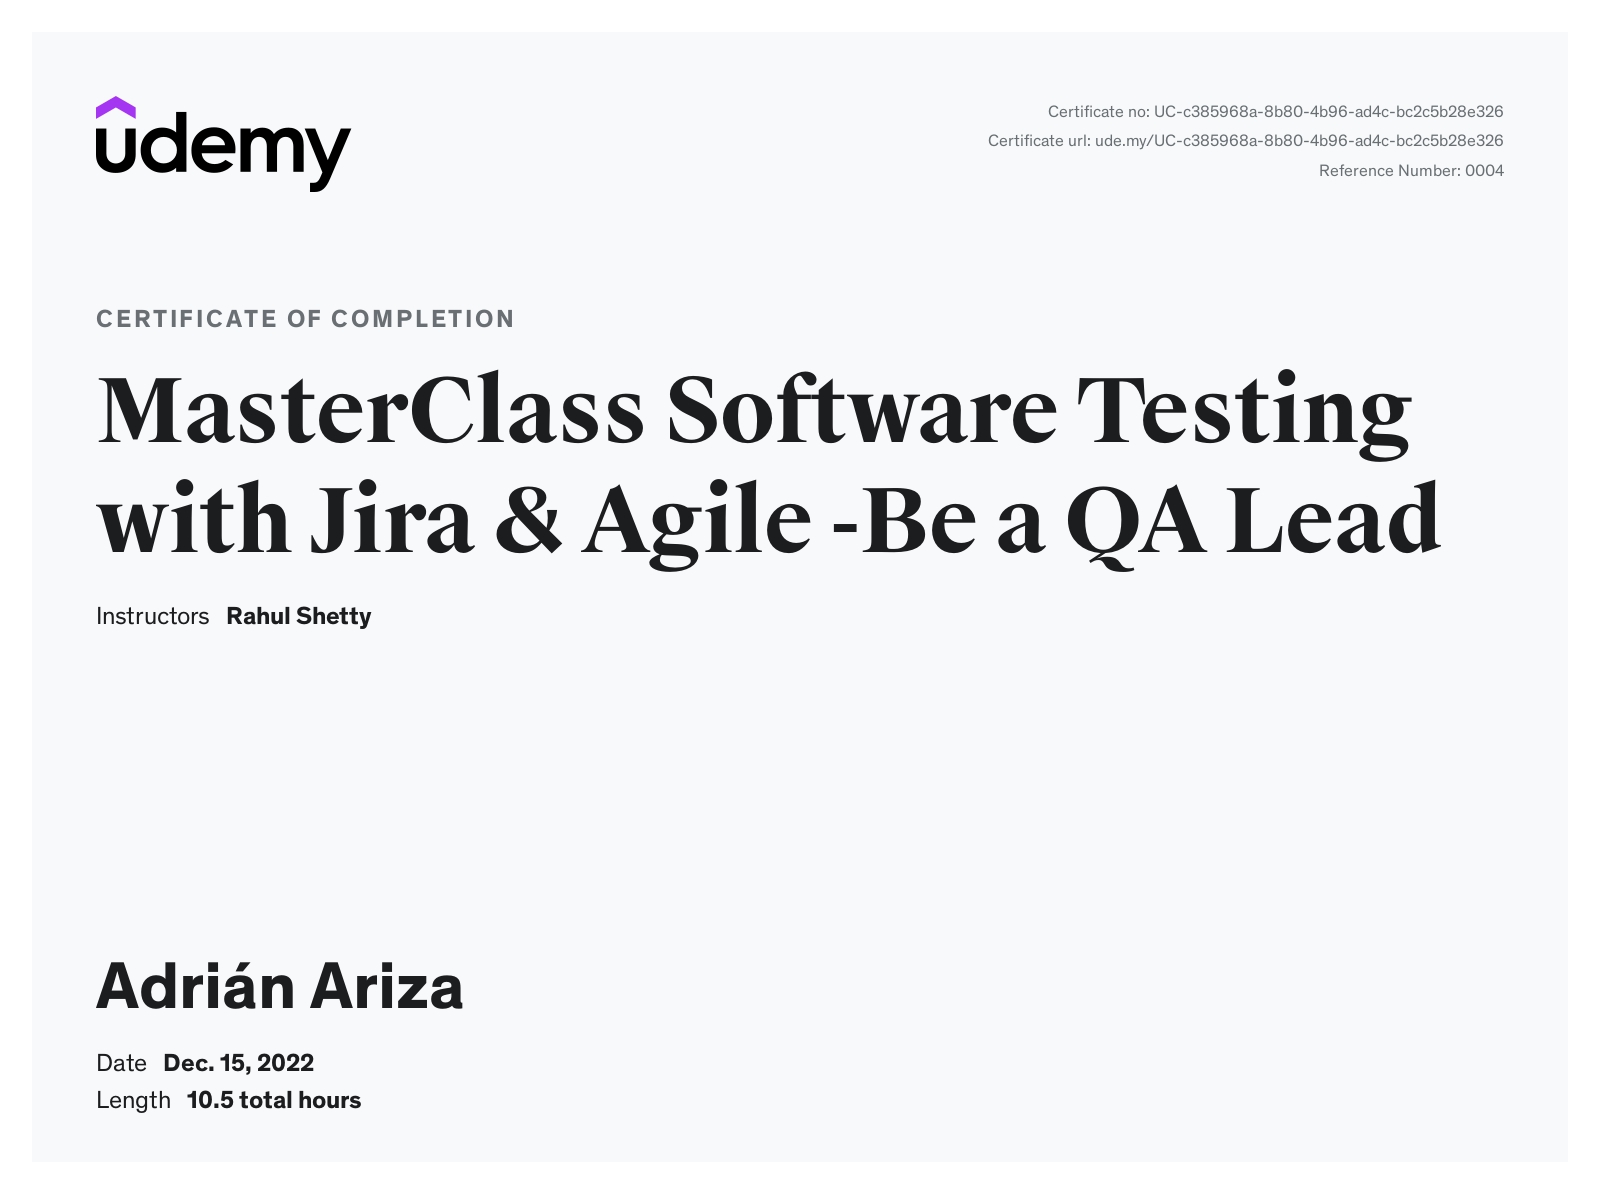 udemy
Certificate no: UC-c385968a-8b80-4b96-ad4c-bc2c5b28e326
Certificate url: ude.my/UC-c385968a-8b80-4b96-ad4c-bc2c5b28e326
Reference Number: 0004
CERTIFICATE OF COMPLETION
MasterClass Software Testing
with Jira & Agile -Be a QA Lead
Instructors Rahul Shetty
Adrián Ariza
Date Dec. 15, 2022
Length 10.5 total hours